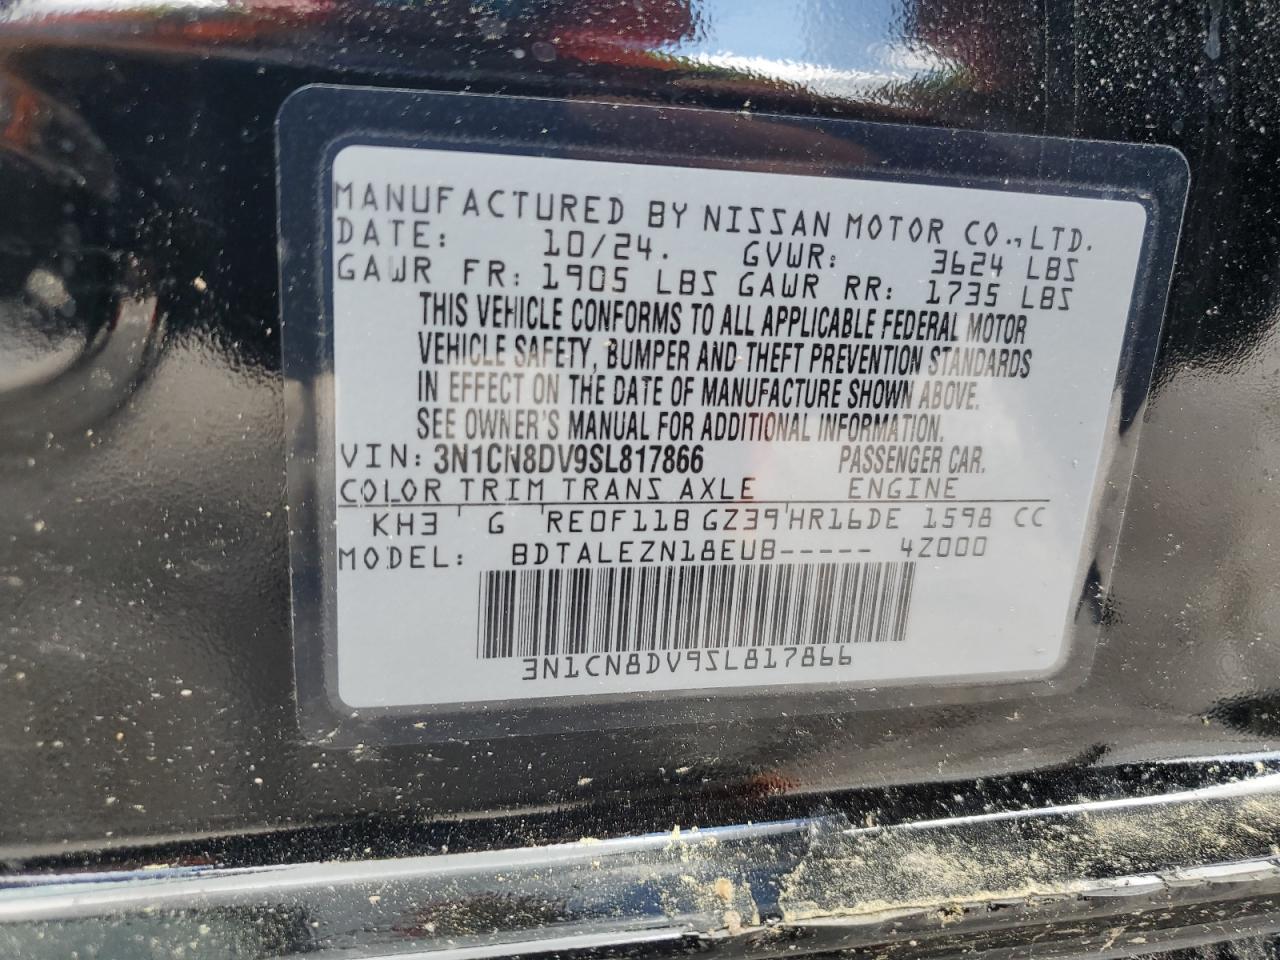 MANUFACTURED BY NISSAN MOTOR CO.,LTD.
DATE: 10/24. GVWR: 3624 LBS
GAWR FR: 1905 LBS GAWR RR: 1735 LBS
THIS VEHICLE CONFORMS TO ALL APPLICABLE FEDERAL MOTOR
VEHICLE SAFETY, BUMPER AND THEFT PREVENTION STANDARDS
IN EFFECT ON THE DATE OF MANUFACTURE SHOWN ABOVE.
SEE OWNER'S MANUAL FOR ADDITIONAL INFORMATION.
VIN: 3N1CN8DV9SL817866 PASSENGER CAR.
COLOR TRIM TRANS AXLE ENGINE
KH3 ' G 'RE0F11B GZ39'HR16DE 1598 CC
MODEL: BDTALEZN18EUB----- 4Z000
3N1CN8DV9SL817866